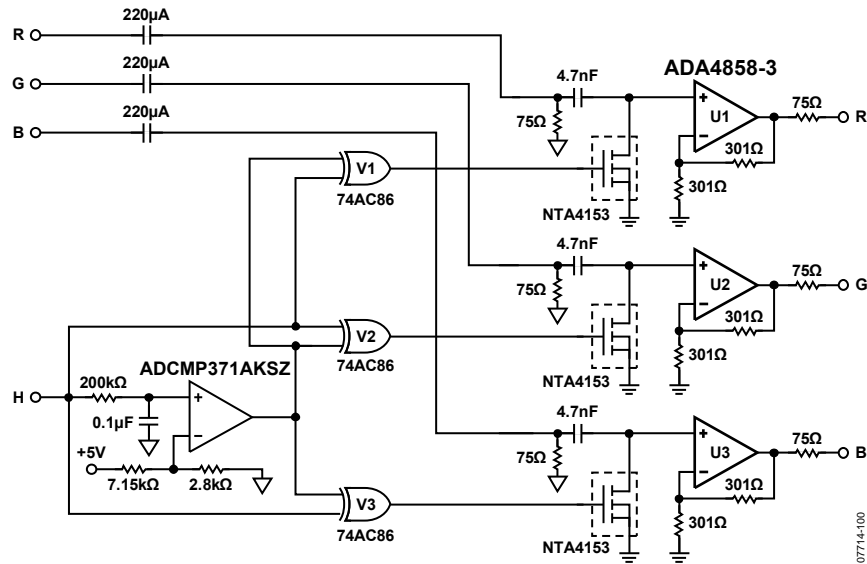 220µA
R
220µA
G
220µA
B
4.7nF
ADA4858-3
75Ω
+
U1
–
75Ω
R
301Ω
301Ω
NTA4153
V1
74AC86
4.7nF
75Ω
+
U2
–
75Ω
G
301Ω
301Ω
NTA4153
V2
74AC86
ADCMP371AKSZ
H
200kΩ
+
–
0.1µF
+5V
7.15kΩ
2.8kΩ
4.7nF
75Ω
+
U3
–
75Ω
B
301Ω
301Ω
NTA4153
V3
74AC86
07714-100